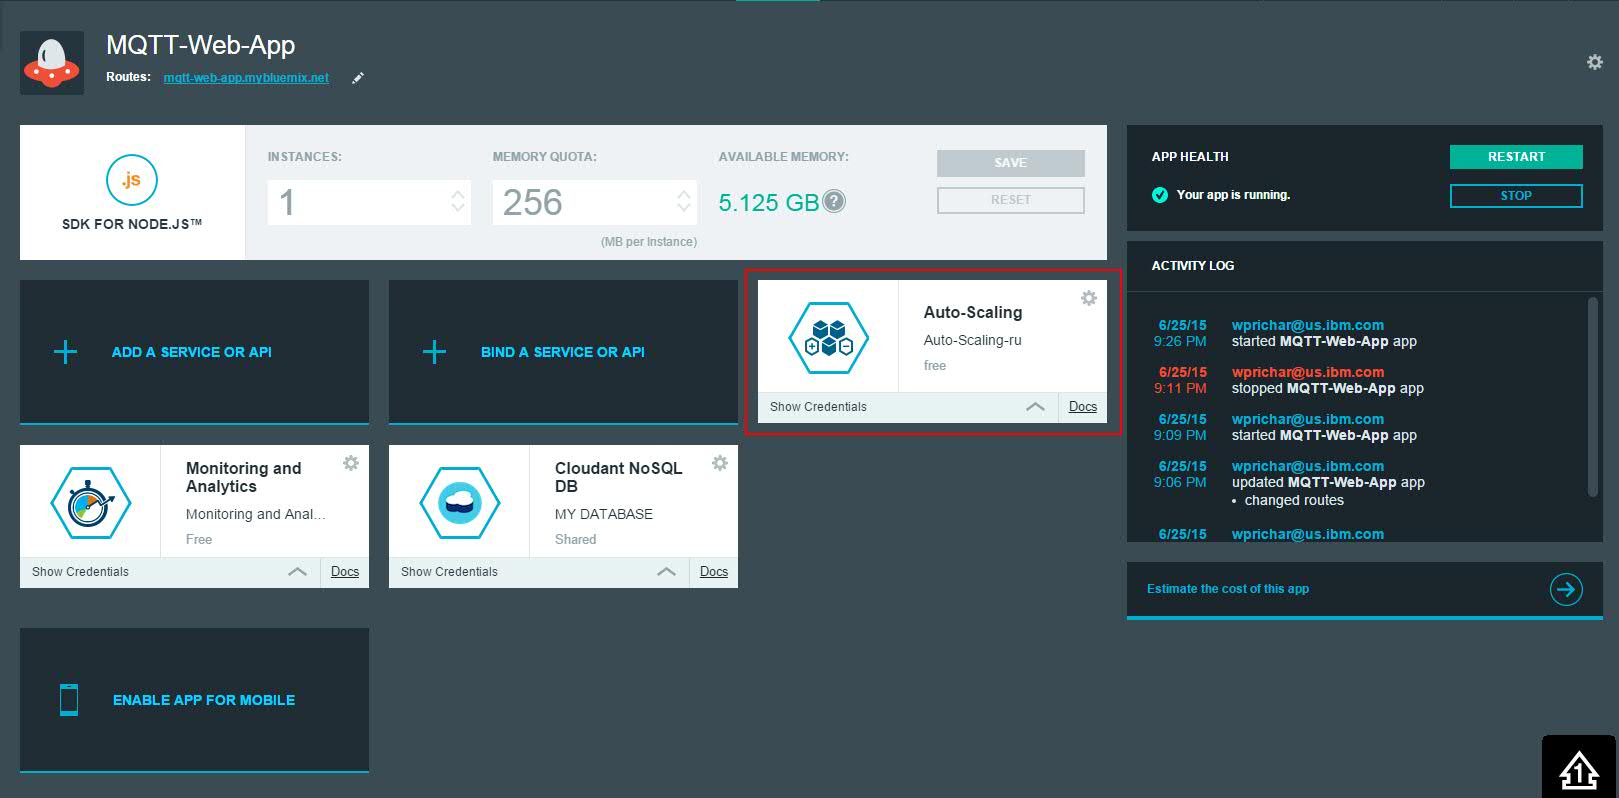 MQTT-Web-App
Routes: mqtt-web-app.mybluemix.net
.js
SDK FOR NODE.JS™
INSTANCES:
1
MEMORY QUOTA:
256
(MB per Instance)
AVAILABLE MEMORY:
5.125 GB ?
SAVE
RESET
APP HEALTH
RESTART
Your app is running.
STOP
ADD A SERVICE OR API
BIND A SERVICE OR API
Auto-Scaling
Auto-Scaling-ru
free
Show Credentials
Docs
Monitoring and
Analytics
Monitoring and Anal...
Free
Show Credentials
Docs
Cloudant NoSQL
DB
MY DATABASE
Shared
Show Credentials
Docs
ENABLE APP FOR MOBILE
ACTIVITY LOG
6/25/15 wprichar@us.ibm.com
9:26 PM started MQTT-Web-App app
6/25/15 wprichar@us.ibm.com
9:11 PM stopped MQTT-Web-App app
6/25/15 wprichar@us.ibm.com
9:09 PM started MQTT-Web-App app
6/25/15 wprichar@us.ibm.com
9:06 PM updated MQTT-Web-App app
• changed routes
6/25/15 wprichar@us.ibm.com
Estimate the cost of this app
1